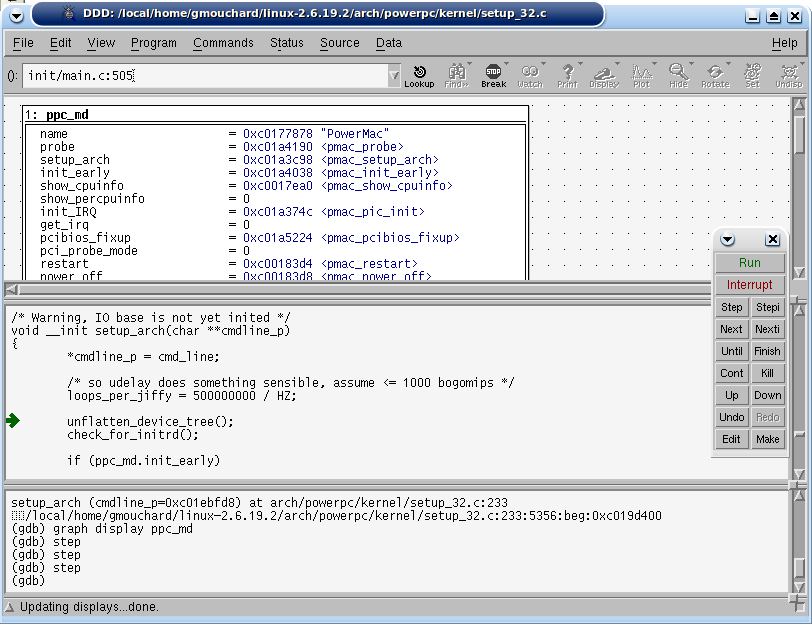 DDD: /local/home/gmouchard/linux-2.6.19.2/arch/powerpc/kernel/setup_32.c
File Edit View Program Commands Status Source Data Help
(): init/main.c:505
Lookup Find» Break Watch Print Display Plot Hide Rotate Set Undisp
1: ppc_md
name = 0xc0177878 "PowerMac"
probe = 0xc01a4190 <pmac_probe>
setup_arch = 0xc01a3c98 <pmac_setup_arch>
init_early = 0xc01a4038 <pmac_init_early>
show_cpuinfo = 0xc0017ea0 <pmac_show_cpuinfo>
show_percpuinfo = 0
init_IRQ = 0xc01a374c <pmac_pic_init>
get_irq = 0
pcibios_fixup = 0xc01a5224 <pmac_pcibios_fixup>
pci_probe_mode = 0
restart = 0xc00183d4 <pmac_restart>
power_off = 0xc00183d8 <pmac_power_off>
Run
Interrupt
Step Stepi
Next Nexti
Until Finish
Cont Kill
Up Down
Undo Redo
Edit Make
/* Warning, IO base is not yet inited */
void __init setup_arch(char **cmdline_p)
{
*cmdline_p = cmd_line;
/* so udelay does something sensible, assume <= 1000 bogomips */
loops_per_jiffy = 500000000 / HZ;
unflatten_device_tree();
check_for_initrd();
if (ppc_md.init_early)
setup_arch (cmdline_p=0xc01ebfd8) at arch/powerpc/kernel/setup_32.c:233
/local/home/gmouchard/linux-2.6.19.2/arch/powerpc/kernel/setup_32.c:233:5356:beg:0xc019d400
(gdb) graph display ppc_md
(gdb) step
(gdb) step
(gdb) step
(gdb)
Updating displays...done.